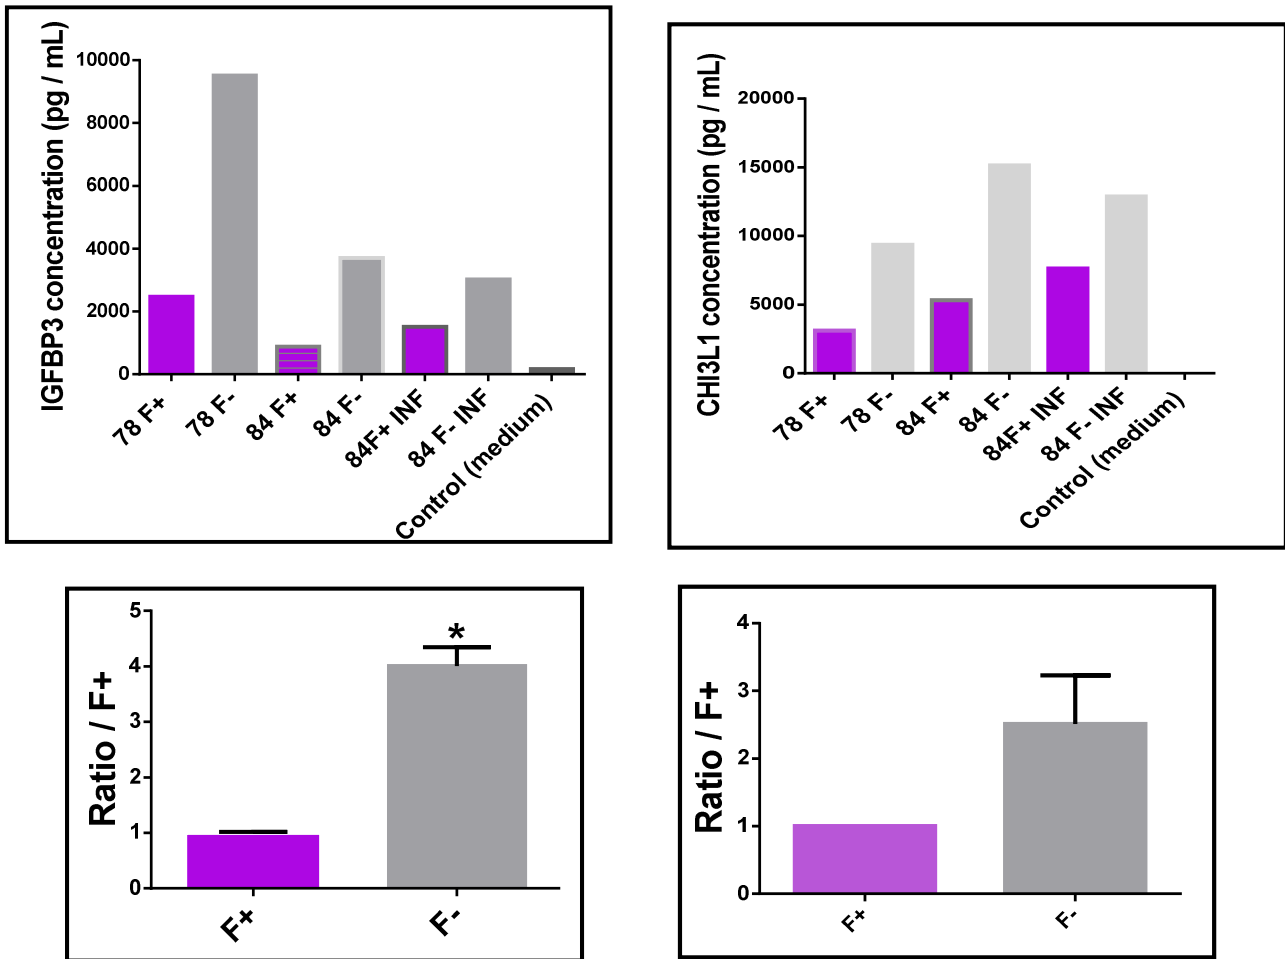 IGFBP3 concentration (pg / mL)
10000
8000
6000
4000
2000
0
78 F+
78 F-
84 F+
84 F-
84F+ INF
84 F- INF
Control (medium)
CHI3L1 concentration (pg / mL)
20000
15000
10000
5000
0
78 F+
78 F-
84 F+
84 F-
84F+ INF
84 F- INF
Control (medium)
Ratio / F+
5
4
3
2
1
0
*
F+
F-
Ratio / F+
4
3
2
1
0
F+
F-